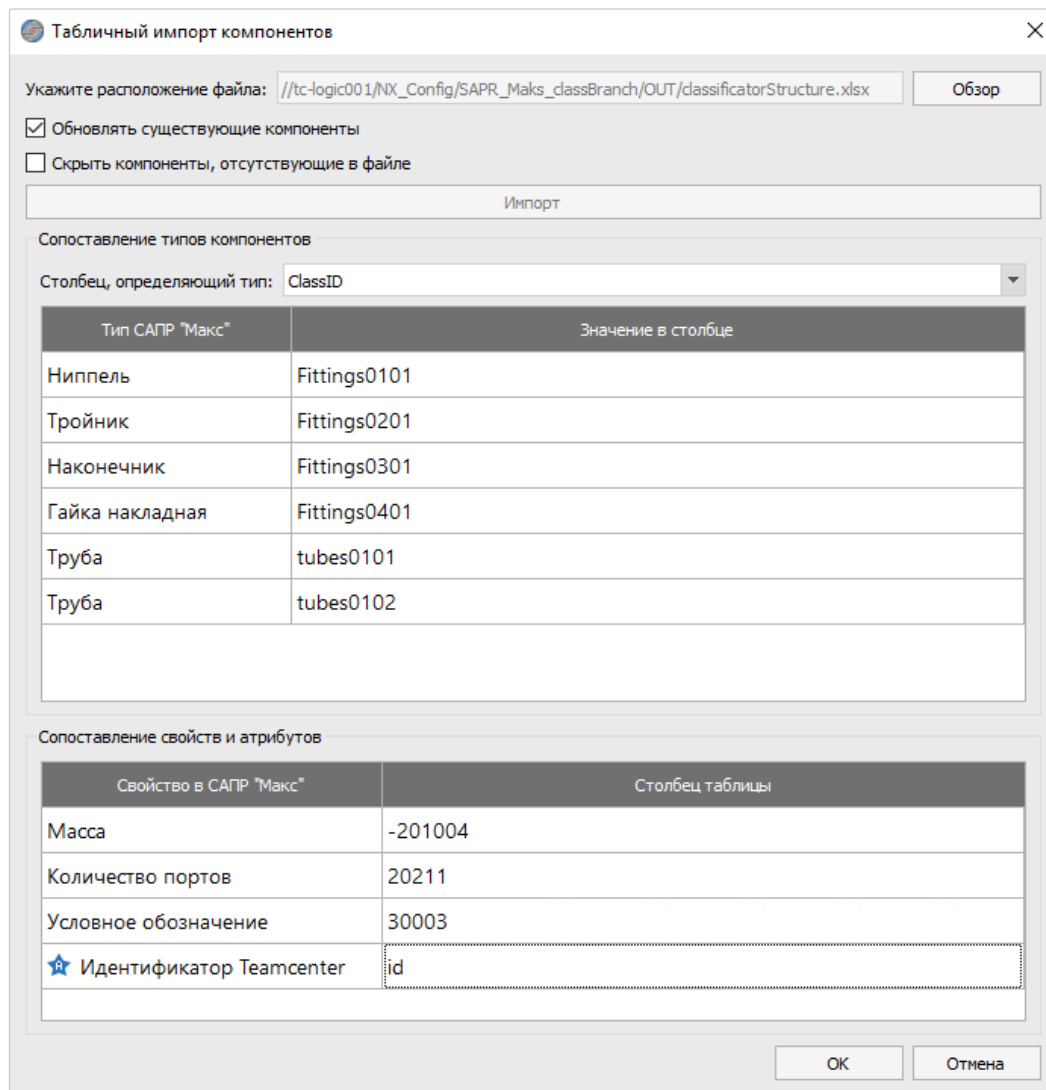 Табличный импорт компонентов
Укажите расположение файла: //tc-logic001/NX_Config/SAPR_Maks_classBranch/OUT/classificatorStructure.xlsx Обзор
Обновлять существующие компоненты
Скрыть компоненты, отсутствующие в файле
Импорт
Сопоставление типов компонентов
Столбец, определяющий тип: ClassID
Тип САПР "Макс" Значение в столбце
Ниппель Fittings0101
Тройник Fittings0201
Наконечник Fittings0301
Гайка накладная Fittings0401
Труба tubes0101
Труба tubes0102
Сопоставление свойств и атрибутов
Свойство в САПР "Макс" Столбец таблицы
Масса -201004
Количество портов 20211
Условное обозначение 30003
Идентификатор Teamcenter id
ОК Отмена